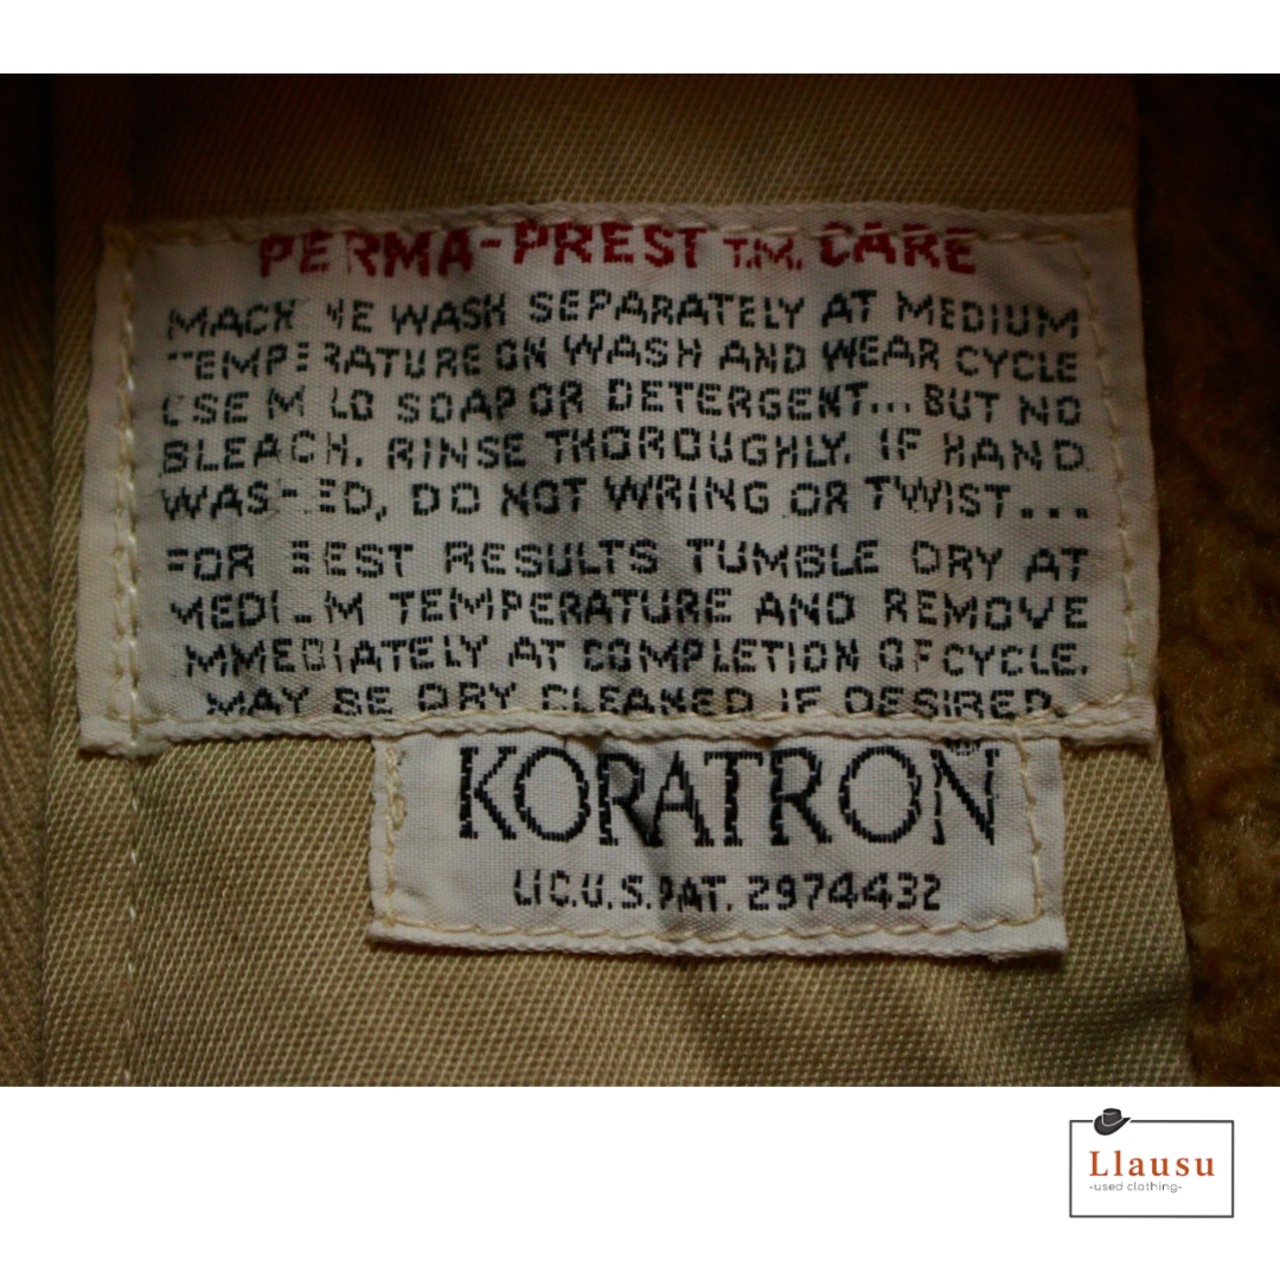 PERMA-PREST T.M. CARE
MACHINE WASH SEPARATELY AT MEDIUM
TEMPERATURE ON WASH AND WEAR CYCLE
USE MILD SOAP OR DETERGENT... BUT NO
BLEACH. RINSE THOROUGHLY. IF HAND
WASHED, DO NOT WRING OR TWIST...
FOR BEST RESULTS TUMBLE DRY AT
MEDIUM TEMPERATURE AND REMOVE
IMMEDIATELY AT COMPLETION OF CYCLE.
MAY BE DRY CLEANED IF DESIRED.
KORATRON
LIC. U.S. PAT. 2974432
Llausu
-used clothing-